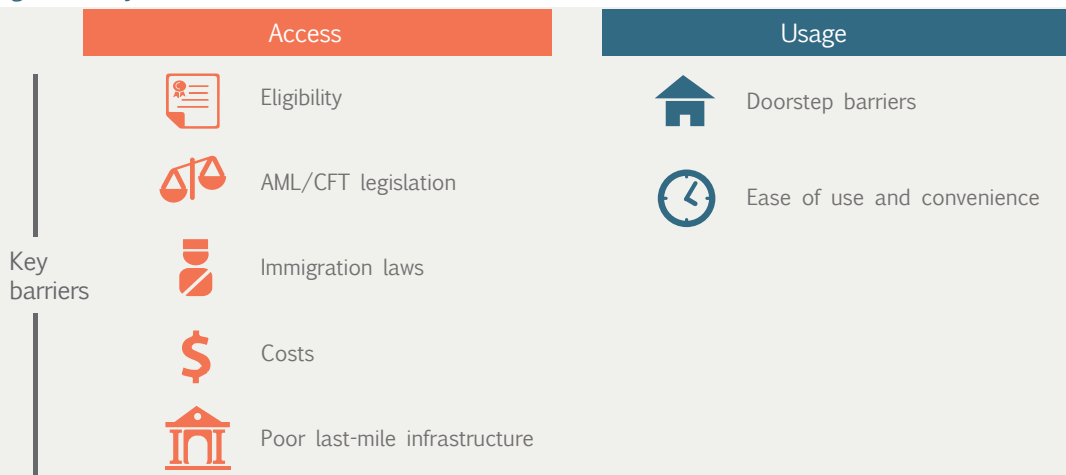 Access
Usage
Key
barriers
Eligibility
AML/CFT legislation
Immigration laws
Costs
$
Poor last-mile infrastructure
Doorstep barriers
Ease of use and convenience